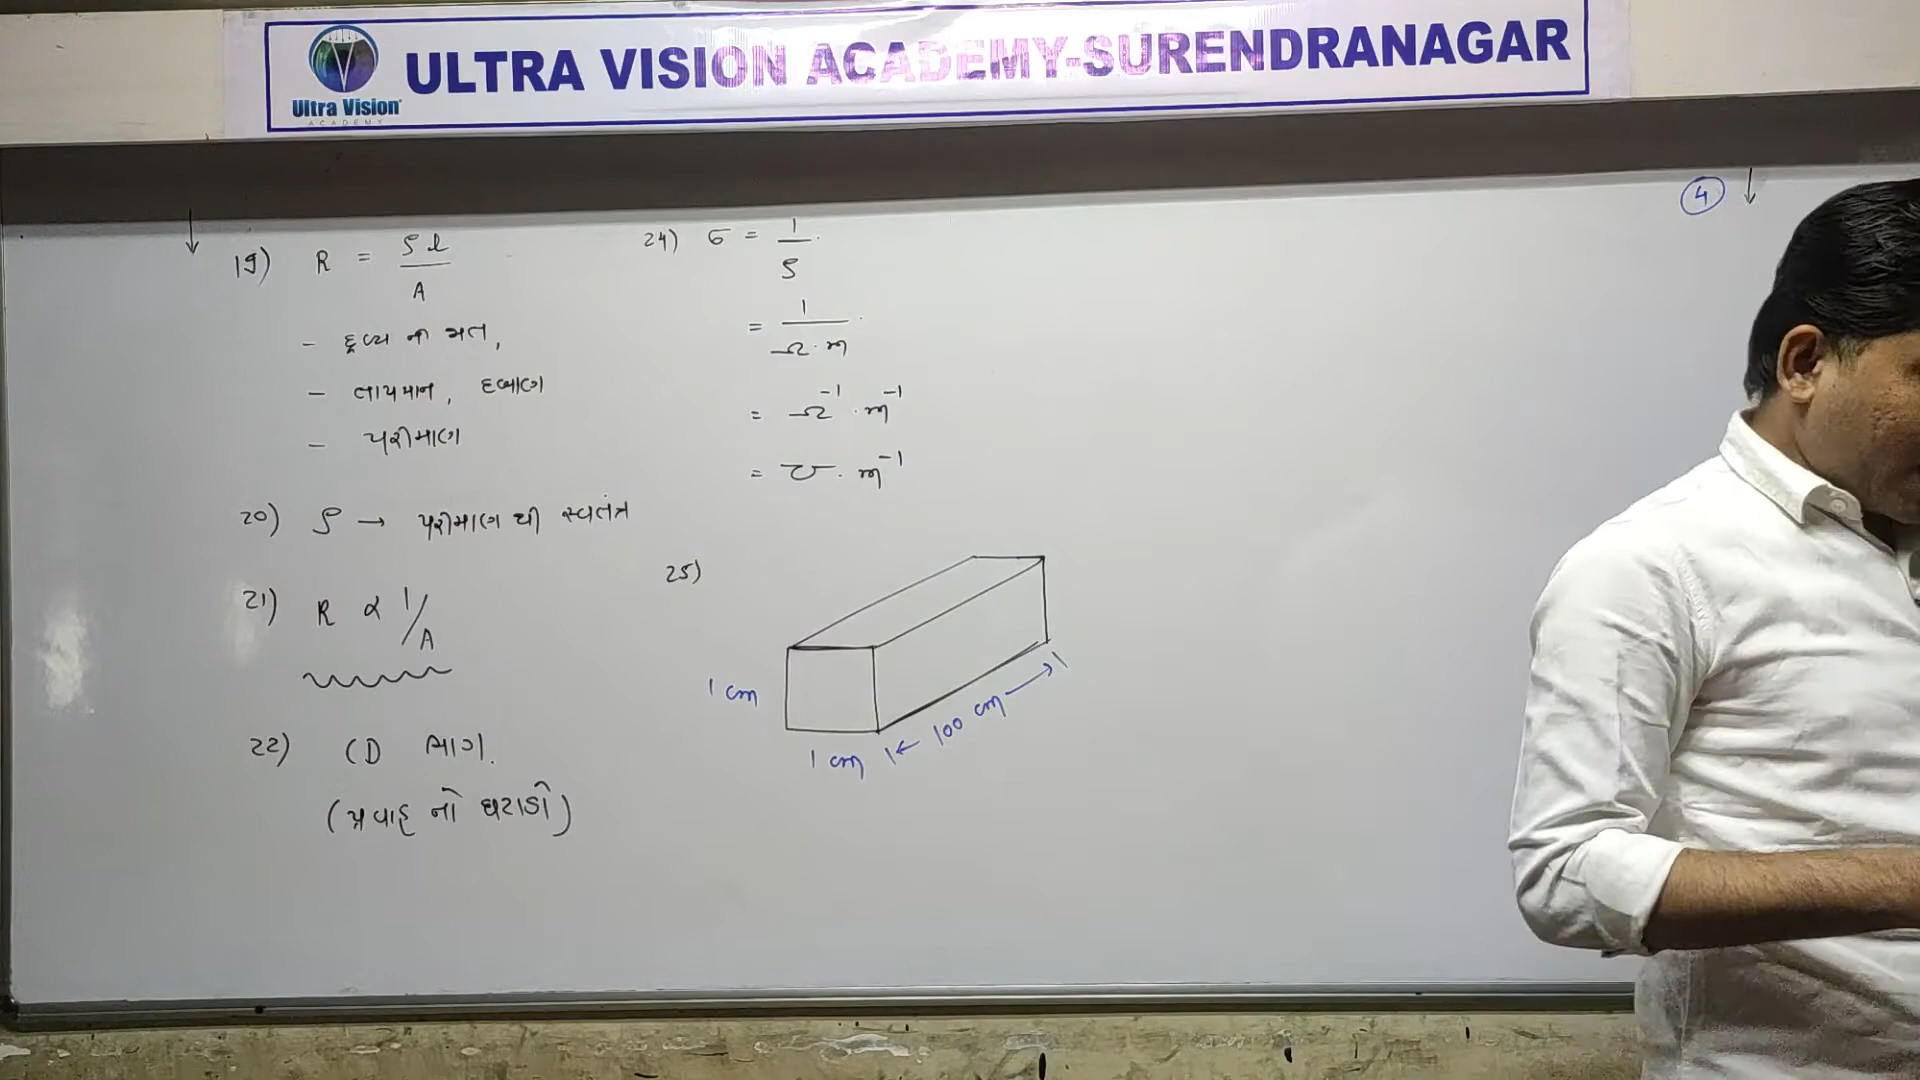 ULTRA VISION ACADEMY-SURENDRANAGAR
Ultra Vision
ACADEMY
4
19) R = ρl / A
- દ્રવ્ય ની જાત,
- તાપમાન, દબાણ
- પરીમાણ
20) ρ → પરીમાણ થી સ્વતંત્ર
21) R ∝ 1/A
22) CD ભાગ.
(પ્રવાહ નો ઘટાડો)
24) σ = 1 / ρ
= 1 / Ω·m
= Ω⁻¹·m⁻¹
= ℧·m⁻¹
25)
1 cm
1 cm
100 cm